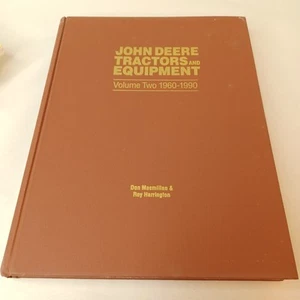 JOHN DEERE
TRACTORS AND
EQUIPMENT
Volume Two 1960-1990
Don Macmillan &
Roy Harrington